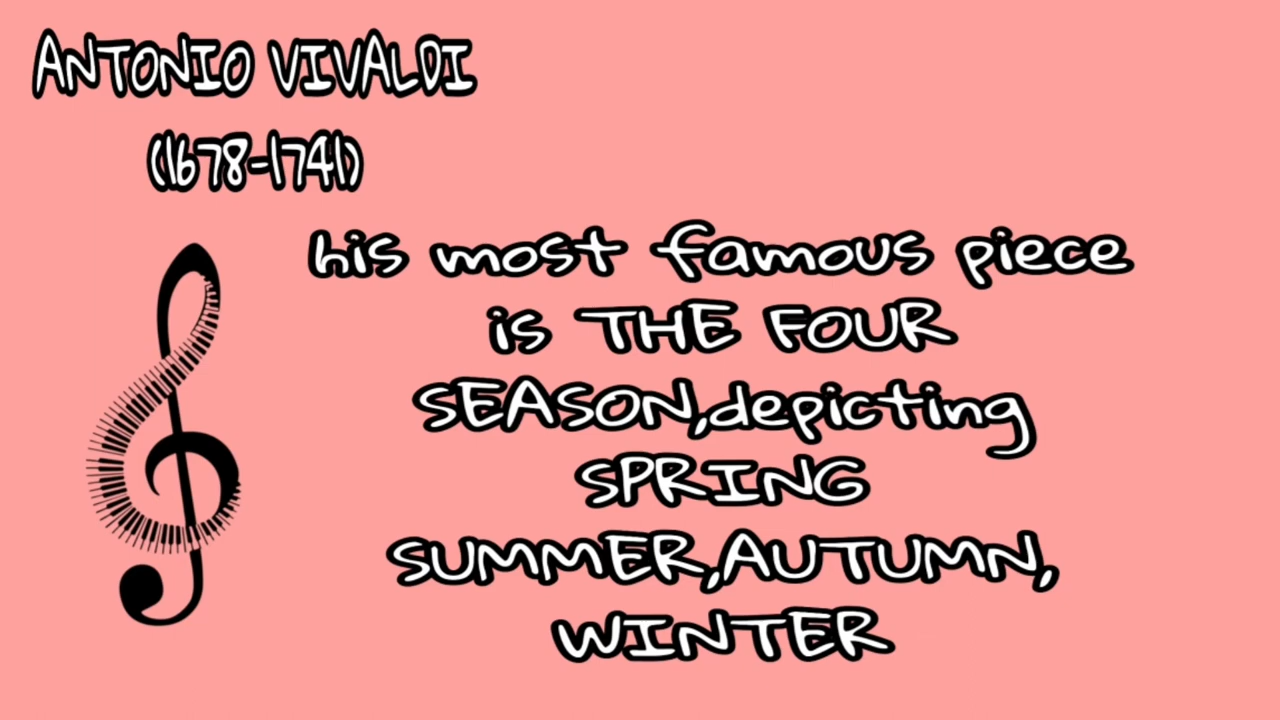 ANTONIO VIVALDI
(1678-1741)
his most famous piece
is THE FOUR
SEASON,depicting
SPRING
SUMMER,AUTUMN,
WINTER